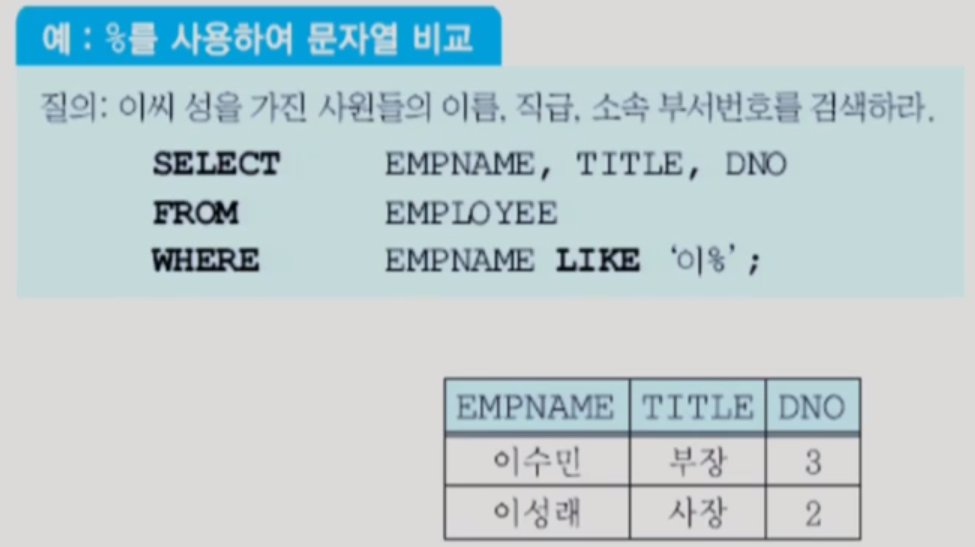 예 : %를 사용하여 문자열 비교
질의: 이씨 성을 가진 사원들의 이름, 직급, 소속 부서번호를 검색하라.
SELECT EMPNAME, TITLE, DNO
FROM EMPLOYEE
WHERE EMPNAME LIKE ‘이%’;
EMPNAME TITLE DNO
이수민 부장 3
이성래 사장 2